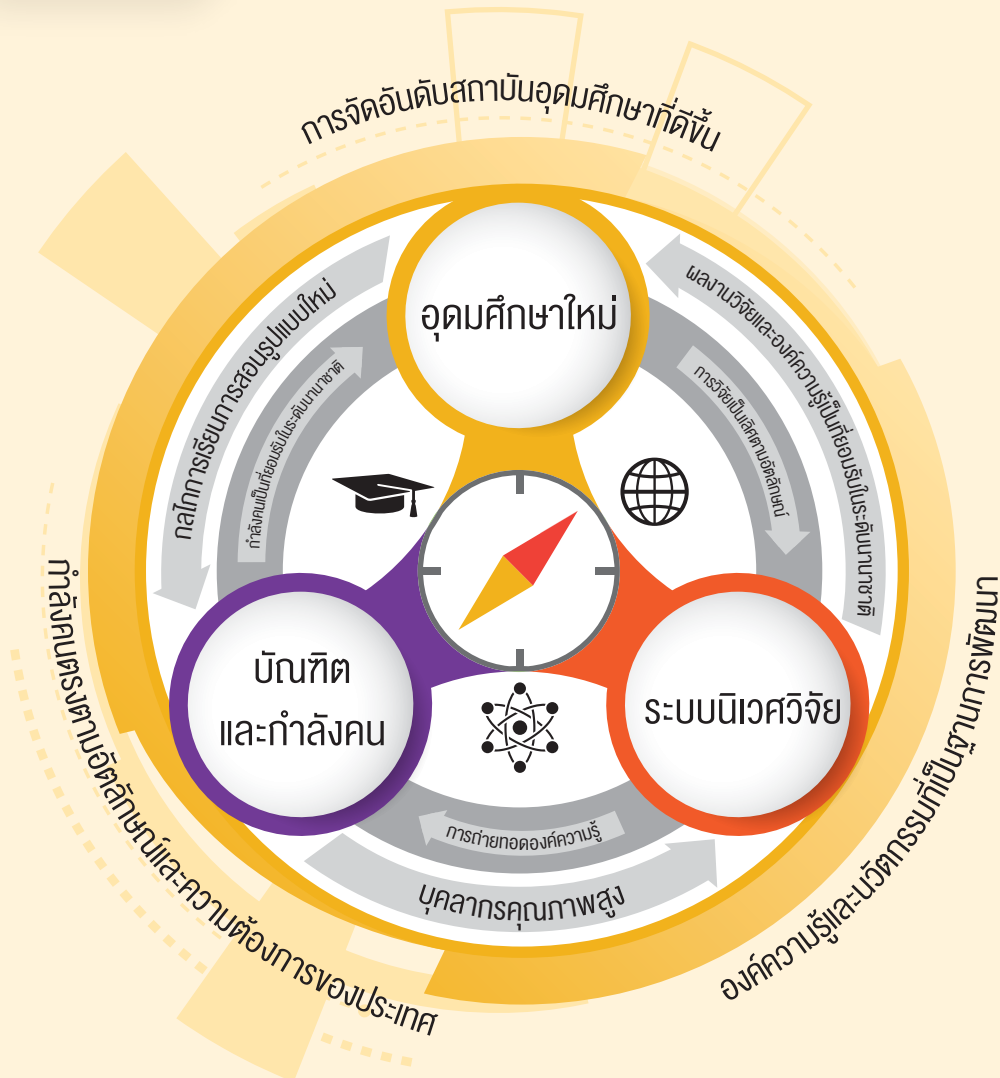 การจัดอันดับสถาบันอุดมศึกษาที่ดีขึ้น
อุดมศึกษาใหม่
กลไกการเรียนการสอนรูปแบบใหม่
กำลังคนเป็นที่ยอมรับในระดับนานาชาติ
ผลงานวิจัยและองค์ความรู้เป็นที่ยอมรับในระดับนานาชาติ
การวิจัยเป็นเลิศตามอัตลักษณ์
บัณฑิต
และกำลังคน
ระบบนิเวศวิจัย
การถ่ายทอดองค์ความรู้
บุคลากรคุณภาพสูง
กำลังคนตรงตามอัตลักษณ์และความต้องการของประเทศ
องค์ความรู้และนวัตกรรมที่เป็นฐานการพัฒนา